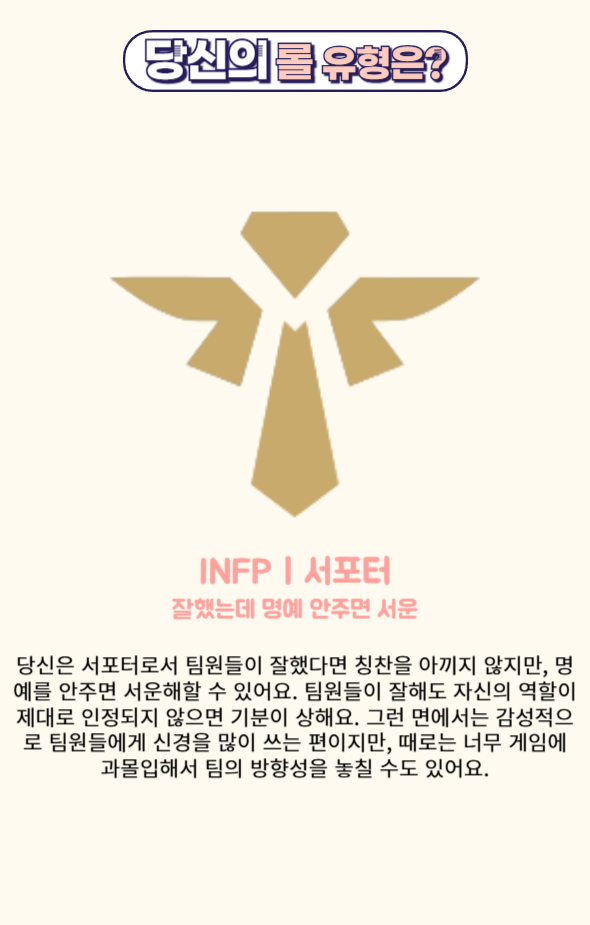 당신의 롤 유형은?
INFP | 서포터
잘했는데 명예 안주면 서운
당신은 서포터로서 팀원들이 잘했다면 칭찬을 아끼지 않지만, 명
예를 안주면 서운해할 수 있어요. 팀원들이 잘해도 자신의 역할이
제대로 인정되지 않으면 기분이 상해요. 그런 면에서는 감성적으
로 팀원들에게 신경을 많이 쓰는 편이지만, 때로는 너무 게임에
과몰입해서 팀의 방향성을 놓칠 수도 있어요.